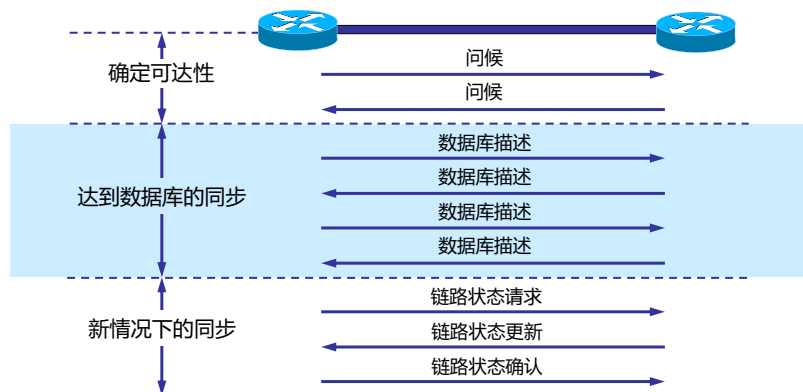 问候
确定可达性
问候
数据库描述
数据库描述
达到数据库的同步
数据库描述
数据库描述
链路状态请求
新情况下的同步
链路状态更新
链路状态确认